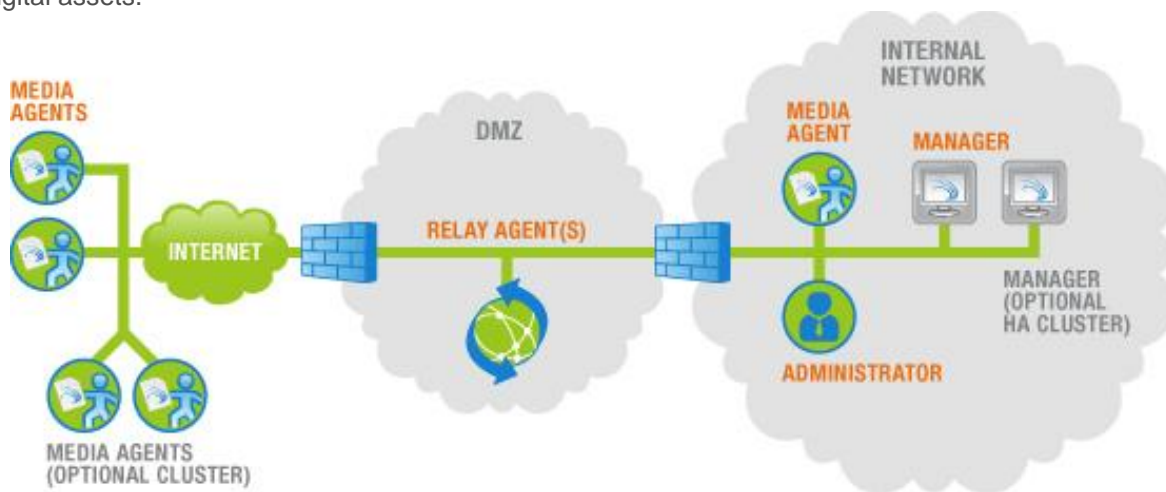 digital assets.
MEDIA
AGENTS
INTERNET
MEDIA AGENTS
(OPTIONAL CLUSTER)
DMZ
RELAY AGENT(S)
INTERNAL
NETWORK
MEDIA
AGENT
MANAGER
MANAGER
(OPTIONAL
HA CLUSTER)
ADMINISTRATOR